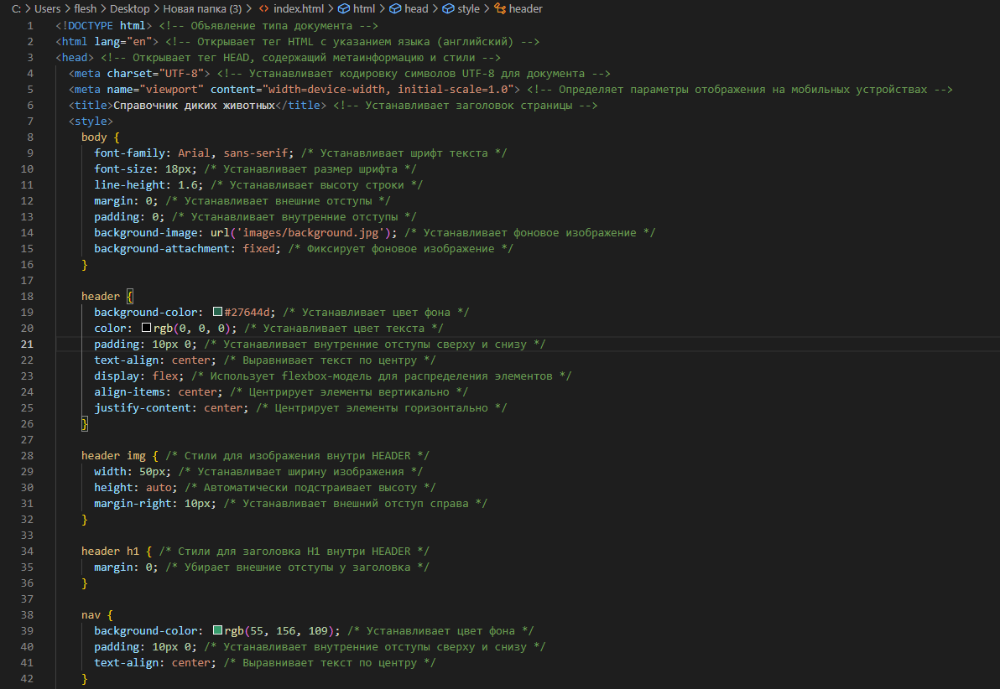 C: > Users > flesh > Desktop > Новая папка (3) > index.html > html > head > style > header
1 <!DOCTYPE html> <!-- Объявление типа документа -->
2 <html lang="en"> <!-- Открывает тег HTML с указанием языка (английский) -->
3 <head> <!-- Открывает тег HEAD, содержащий метаинформацию и стили -->
4 <meta charset="UTF-8"> <!-- Устанавливает кодировку символов UTF-8 для документа -->
5 <meta name="viewport" content="width=device-width, initial-scale=1.0"> <!-- Определяет параметры отображения на мобильных устройствах -->
6 <title>Справочник диких животных</title> <!-- Устанавливает заголовок страницы -->
7 <style>
8 body {
9 font-family: Arial, sans-serif; /* Устанавливает шрифт текста */
10 font-size: 18px; /* Устанавливает размер шрифта */
11 line-height: 1.6; /* Устанавливает высоту строки */
12 margin: 0; /* Устанавливает внешние отступы */
13 padding: 0; /* Устанавливает внутренние отступы */
14 background-image: url('images/background.jpg'); /* Устанавливает фоновое изображение */
15 background-attachment: fixed; /* Фиксирует фоновое изображение */
16 }
17
18 header {
19 background-color: #27644d; /* Устанавливает цвет фона */
20 color: rgb(0, 0, 0); /* Устанавливает цвет текста */
21 padding: 10px 0; /* Устанавливает внутренние отступы сверху и снизу */
22 text-align: center; /* Выравнивает текст по центру */
23 display: flex; /* Использует flexbox-модель для распределения элементов */
24 align-items: center; /* Центрирует элементы вертикально */
25 justify-content: center; /* Центрирует элементы горизонтально */
26 }
27
28 header img { /* Стили для изображения внутри HEADER */
29 width: 50px; /* Устанавливает ширину изображения */
30 height: auto; /* Автоматически подстраивает высоту */
31 margin-right: 10px; /* Устанавливает внешний отступ справа */
32 }
33
34 header h1 { /* Стили для заголовка H1 внутри HEADER */
35 margin: 0; /* Убирает внешние отступы у заголовка */
36 }
37
38 nav {
39 background-color: rgb(55, 156, 109); /* Устанавливает цвет фона */
40 padding: 10px 0; /* Устанавливает внутренние отступы сверху и снизу */
41 text-align: center; /* Выравнивает текст по центру */
42 }